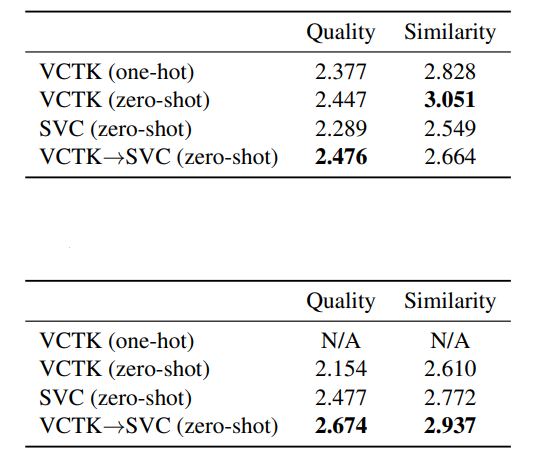 Quality Similarity
VCTK (one-hot) 2.377 2.828
VCTK (zero-shot) 2.447 3.051
SVC (zero-shot) 2.289 2.549
VCTK→SVC (zero-shot) 2.476 2.664
Quality Similarity
VCTK (one-hot) N/A N/A
VCTK (zero-shot) 2.154 2.610
SVC (zero-shot) 2.477 2.772
VCTK→SVC (zero-shot) 2.674 2.937